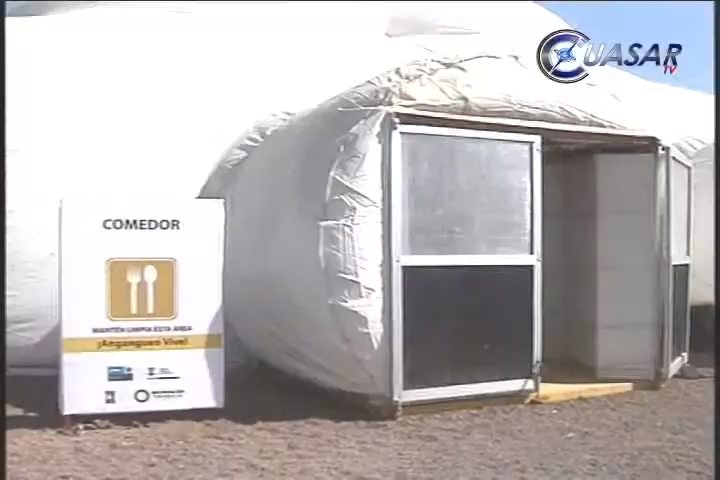 CUASAR
TV
COMEDOR
MANTÉN LIMPIA ESTA ÁREA
¡Angangueo Vive!